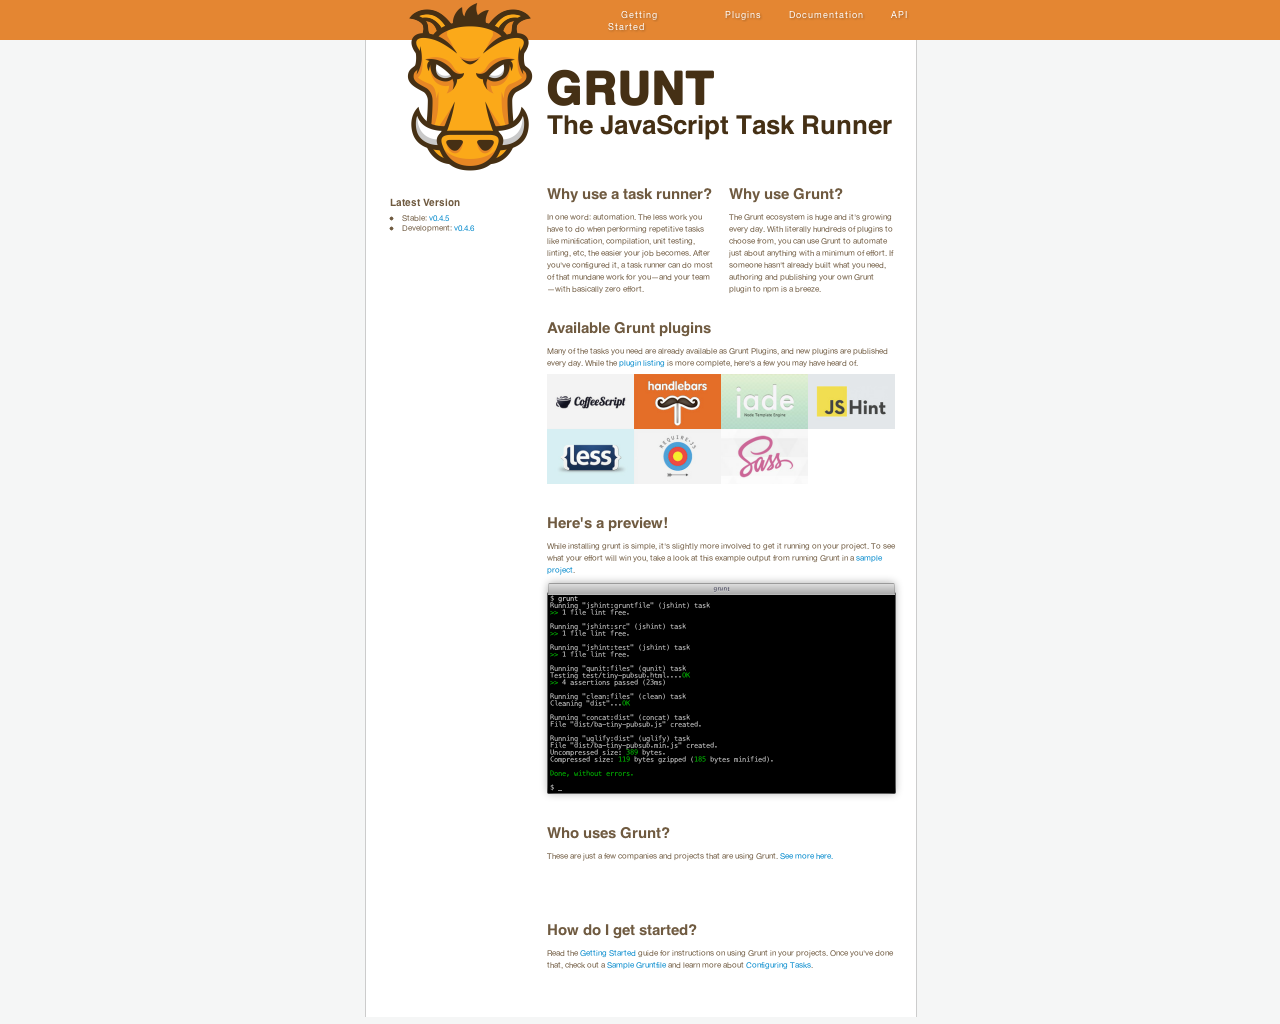 Getting Started
Plugins
Documentation
API
GRUNT
The JavaScript Task Runner
Latest Version
Stable: v0.4.5
Development: v0.4.6
Why use a task runner?
In one word: automation. The less work you
have to do when performing repetitive tasks
like minification, compilation, unit testing,
linting, etc, the easier your job becomes. After
you've configured it, a task runner can do most
of that mundane work for you—and your team
—with basically zero effort.
Why use Grunt?
The Grunt ecosystem is huge and it's growing
every day. With literally hundreds of plugins to
choose from, you can use Grunt to automate
just about anything with a minimum of effort. If
someone hasn't already built what you need,
authoring and publishing your own Grunt
plugin to npm is a breeze.
Available Grunt plugins
Many of the tasks you need are already available as Grunt Plugins, and new plugins are published
every day. While the plugin listing is more complete, here's a few you may have heard of.
CoffeeScript
handlebars
jade
Node Template Engine
JS Hint
{less}
REQUIRE·JS
Sass
Here's a preview!
While installing grunt is simple, it's slightly more involved to get it running on your project. To see
what your effort will win you, take a look at this example output from running Grunt in a sample
project.
grunt
$ grunt
Running "jshint:gruntfile" (jshint) task
>> 1 file lint free.
Running "jshint:src" (jshint) task
>> 1 file lint free.
Running "jshint:test" (jshint) task
>> 1 file lint free.
Running "qunit:files" (qunit) task
Testing test/tiny-pubsub.html....OK
>> 4 assertions passed (23ms)
Running "clean:files" (clean) task
Cleaning "dist"...OK
Running "concat:dist" (concat) task
File "dist/ba-tiny-pubsub.js" created.
Running "uglify:dist" (uglify) task
File "dist/ba-tiny-pubsub.min.js" created.
Uncompressed size: 389 bytes.
Compressed size: 119 bytes gzipped (185 bytes minified).
Done, without errors.
$ _
Who uses Grunt?
These are just a few companies and projects that are using Grunt. See more here.
How do I get started?
Read the Getting Started guide for instructions on using Grunt in your projects. Once you've done
that, check out a Sample Gruntfile and learn more about Configuring Tasks.